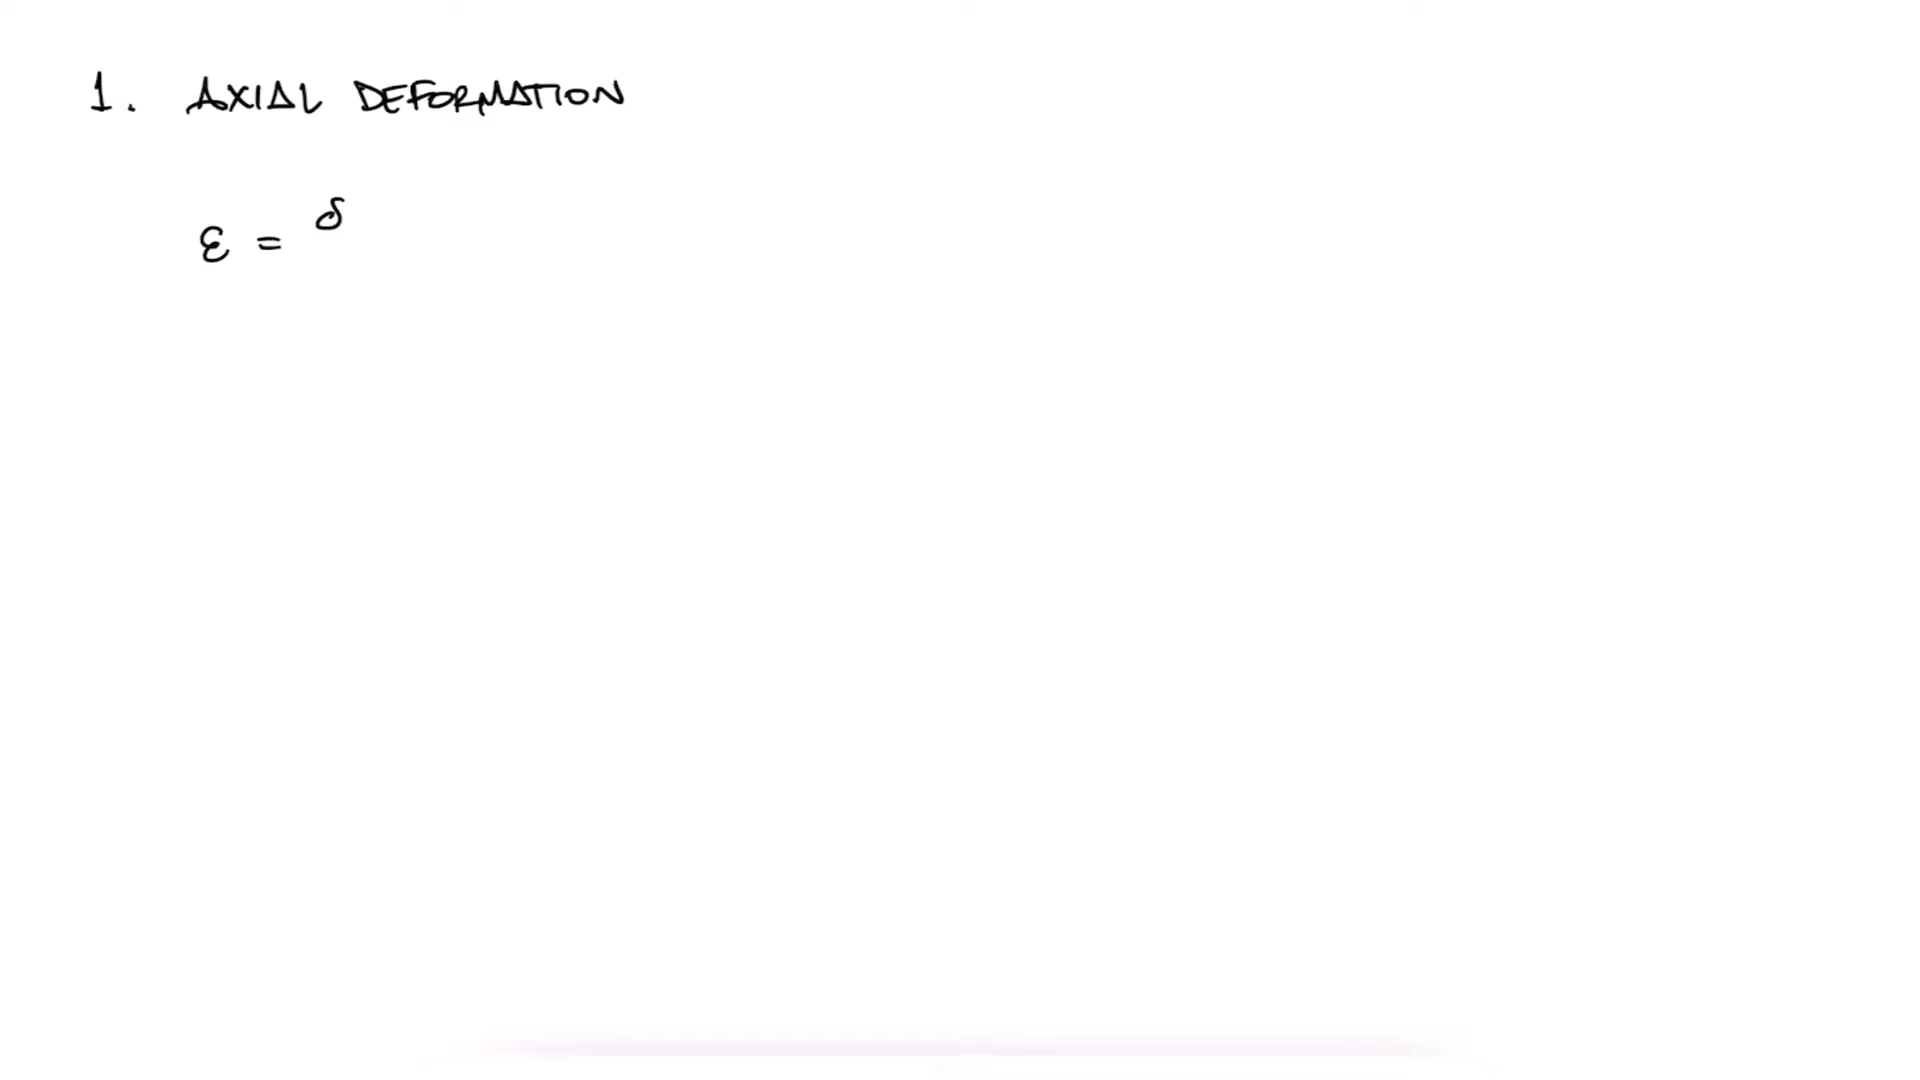 1. AXIAL DEFORMATION
ε = δ